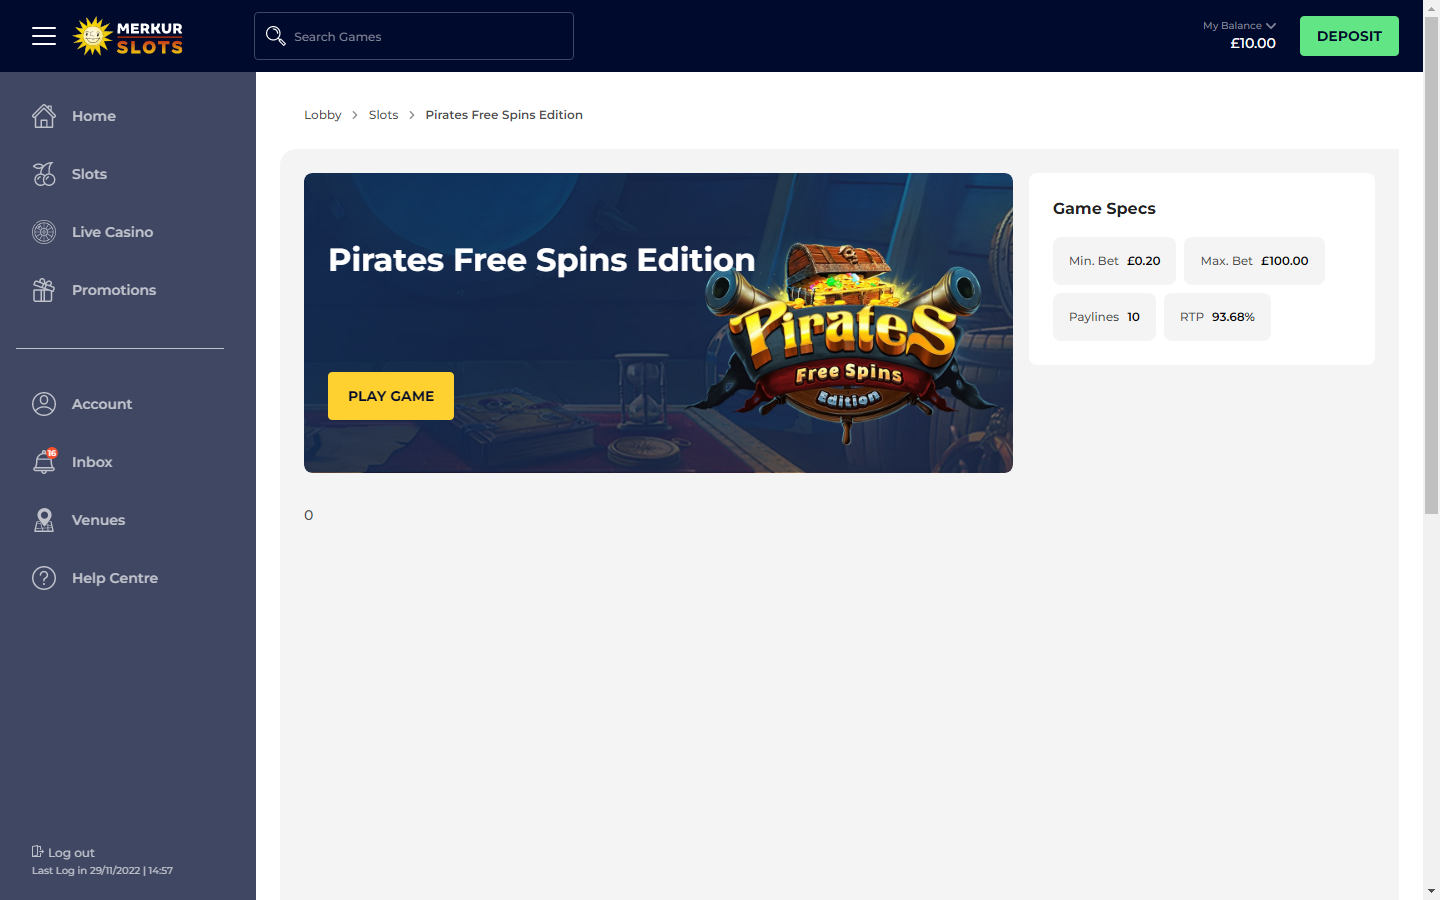 MERKUR
SLOTS
Search Games
My Balance
£10.00
DEPOSIT
Home
Slots
Live Casino
Promotions
Account
16
Inbox
Venues
Help Centre
Log out
Last Log in 29/11/2022 | 14:57
Lobby > Slots > Pirates Free Spins Edition
Pirates Free Spins Edition
PLAY GAME
Pirates
Free Spins
Edition
0
Game Specs
Min. Bet £0.20
Max. Bet £100.00
Paylines 10
RTP 93.68%